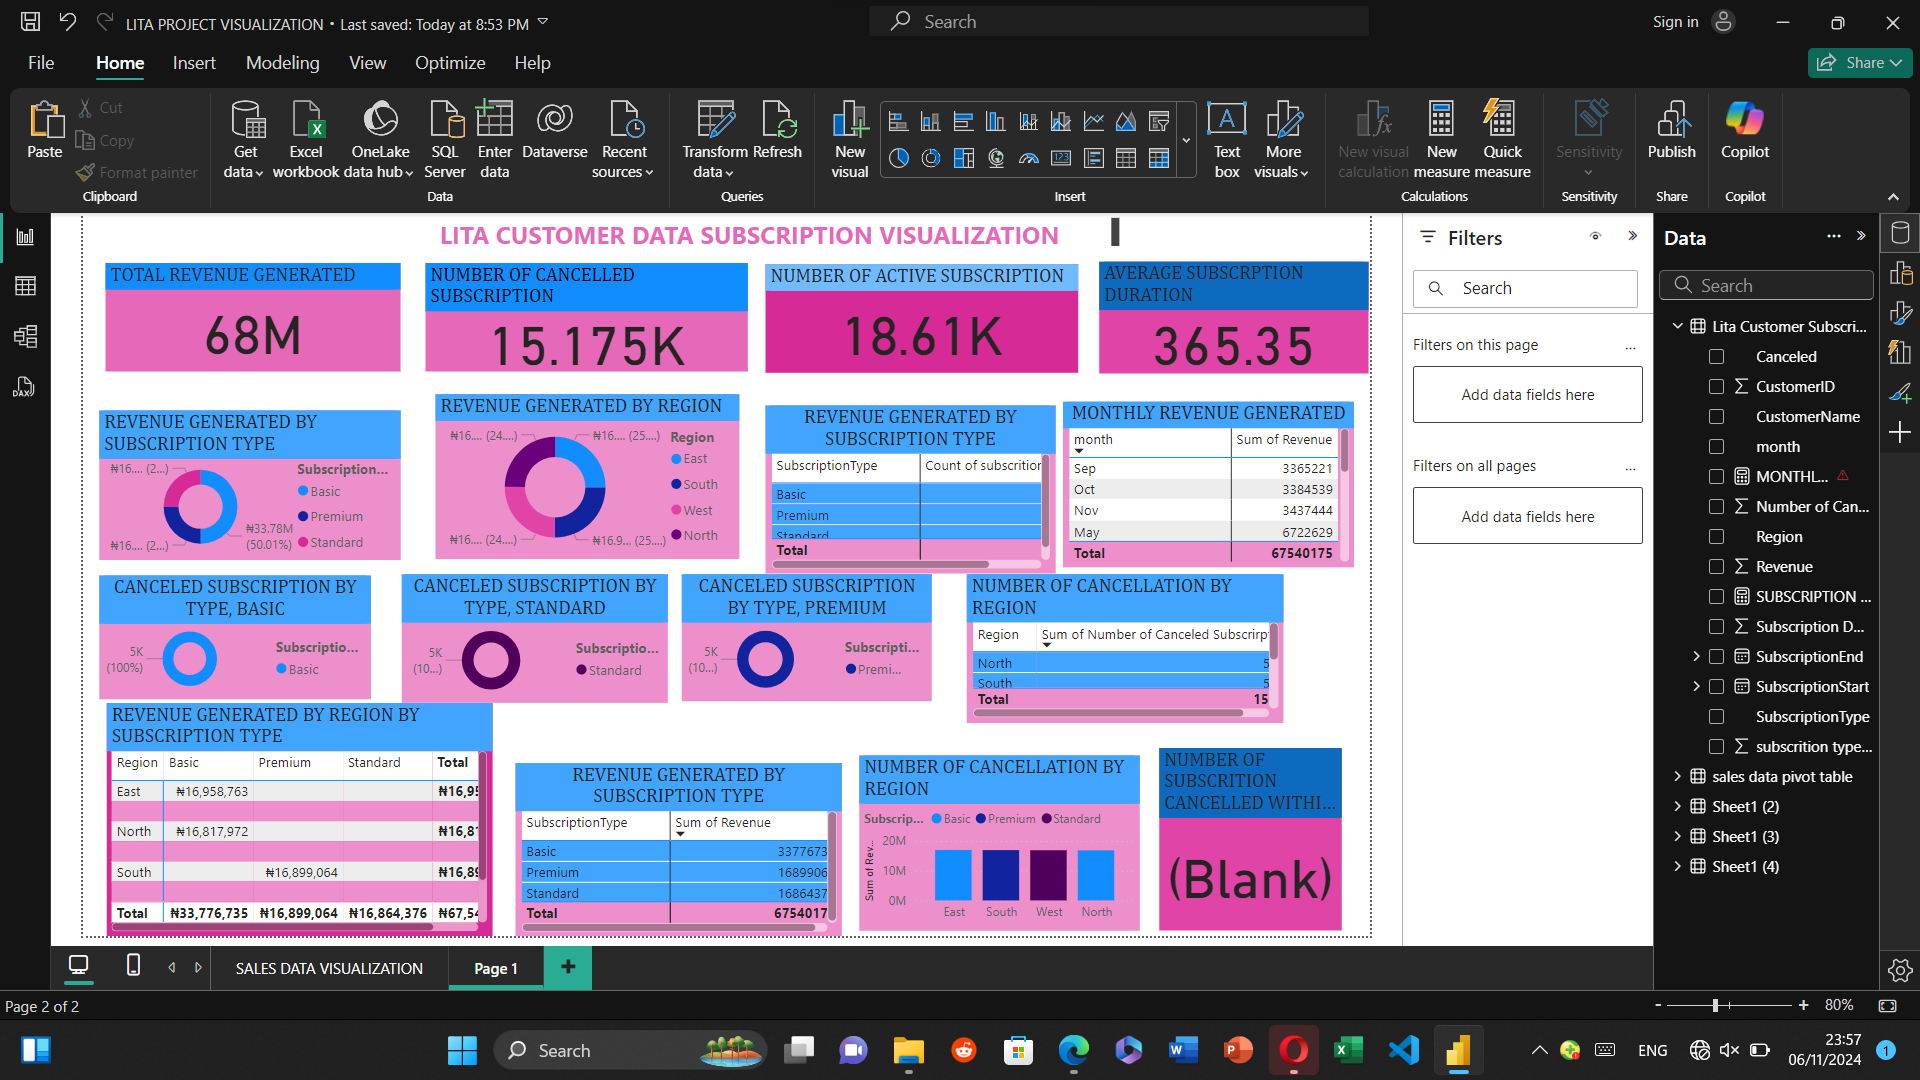 LITA PROJECT VISUALIZATION • Last saved: Today at 8:53 PM
Search
Sign in
File Home Insert Modeling View Optimize Help
Share
Paste
Cut
Copy
Format painter
Clipboard
Get data
Excel workbook
OneLake data hub
SQL Server
Enter data
Dataverse
Recent sources
Data
Transform data
Refresh
Queries
New visual
Text box
More visuals
Insert
New visual calculation
New measure
Quick measure
Calculations
Sensitivity
Sensitivity
Publish
Share
Copilot
Copilot
LITA CUSTOMER DATA SUBSCRIPTION VISUALIZATION
TOTAL REVENUE GENERATED
68M
NUMBER OF CANCELLED
SUBSCRIPTION
15.175K
NUMBER OF ACTIVE SUBSCRIPTION
18.61K
AVERAGE SUBSCRPTION
DURATION
365.35
REVENUE GENERATED BY
SUBSCRIPTION TYPE
₦16.... (2...)
₦16.... (2...)
₦33.78M
(50.01%)
Subscription...
Basic
Premium
Standard
REVENUE GENERATED BY REGION
₦16.... (24....)
₦16.... (25....)
₦16.... (24....)
₦16.9... (25....)
Region
East
South
West
North
REVENUE GENERATED BY
SUBSCRIPTION TYPE
SubscriptionType Count of subscrition
Basic
Premium
Standard
Total
MONTHLY REVENUE GENERATED
month Sum of Revenue
Sep 3365221
Oct 3384539
Nov 3437444
May 6722629
Total 67540175
CANCELED SUBSCRIPTION BY
TYPE, BASIC
5K
(100%)
Subscriptio...
Basic
CANCELED SUBSCRIPTION BY
TYPE, STANDARD
5K
(10...)
Subscriptio...
Standard
CANCELED SUBSCRIPTION
BY TYPE, PREMIUM
5K
(10...)
Subscripti...
Premi...
NUMBER OF CANCELLATION BY
REGION
Region Sum of Number of Canceled Subscrirp
North 5
South 5
Total 15
REVENUE GENERATED BY REGION BY
SUBSCRIPTION TYPE
Region Basic Premium Standard Total
East ₦16,958,763 ₦16,95
North ₦16,817,972 ₦16,81
South ₦16,899,064 ₦16,89
Total ₦33,776,735 ₦16,899,064 ₦16,864,376 ₦67,54
REVENUE GENERATED BY
SUBSCRIPTION TYPE
SubscriptionType Sum of Revenue
Basic 3377673
Premium 1689906
Standard 1686437
Total 6754017
NUMBER OF CANCELLATION BY
REGION
Subscrip... Basic Premium Standard
Sum of Rev...
20M
10M
0M
East South West North
NUMBER OF
SUBSCRITION
CANCELLED WITHI...
(Blank)
Filters
Search
Filters on this page ...
Add data fields here
Filters on all pages ...
Add data fields here
Data
Search
Lita Customer Subscri...
Canceled
CustomerID
CustomerName
month
MONTHL...
Number of Can...
Region
Revenue
SUBSCRIPTION ...
Subscription D...
SubscriptionEnd
SubscriptionStart
SubscriptionType
subscrition type...
sales data pivot table
Sheet1 (2)
Sheet1 (3)
Sheet1 (4)
SALES DATA VISUALIZATION
Page 1
Page 2 of 2
- + 80%
Search
ENG
23:57
06/11/2024
1